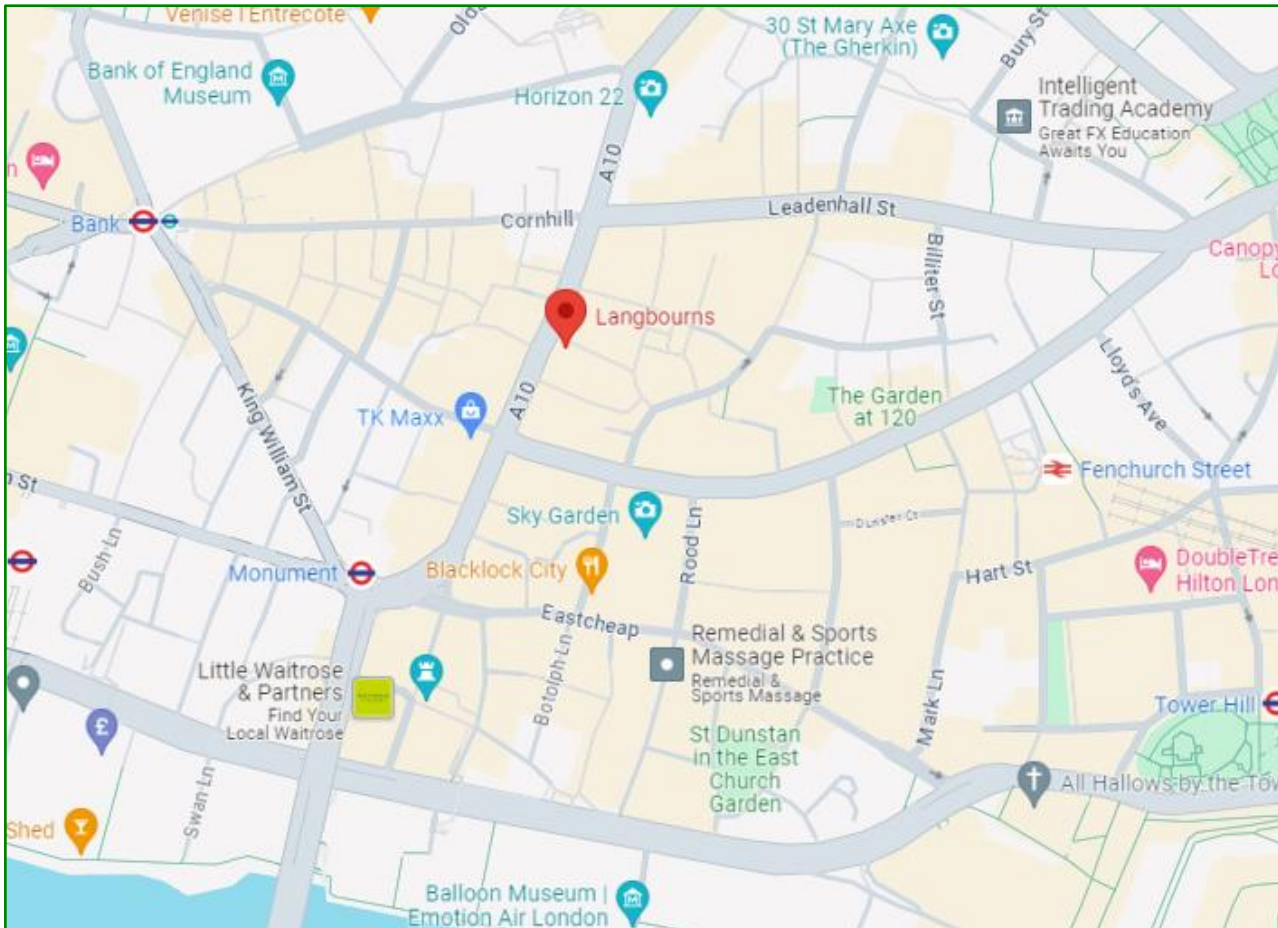 Venise l'Entrecote
30 St Mary Axe
(The Gherkin)
Bury St
Bank of England
Museum
Horizon 22
Intelligent
Trading Academy
Great FX Education
Awaits You
A10
Leadenhall St
Cornhill
Bank
Billiter St
Langbourns
King William St
A10
TK Maxx
The Garden
at 120
Lloyd's Ave
Fenchurch Street
Sky Garden
Rood Ln
Dunster Ct
Bush Ln
Monument
Blacklock City
Hart St
Eastcheap
Botolph Ln
Remedial & Sports
Massage Practice
Remedial &
Sports Massage
Little Waitrose
& Partners
Find Your
Local Waitrose
Mark Ln
Tower Hill
St Dunstan
in the East
Church
Garden
Swan Ln
All Hallows by the Tow
Shed
Balloon Museum |
Emotion Air London
Canopy
DoubleTre
Hilton Lon